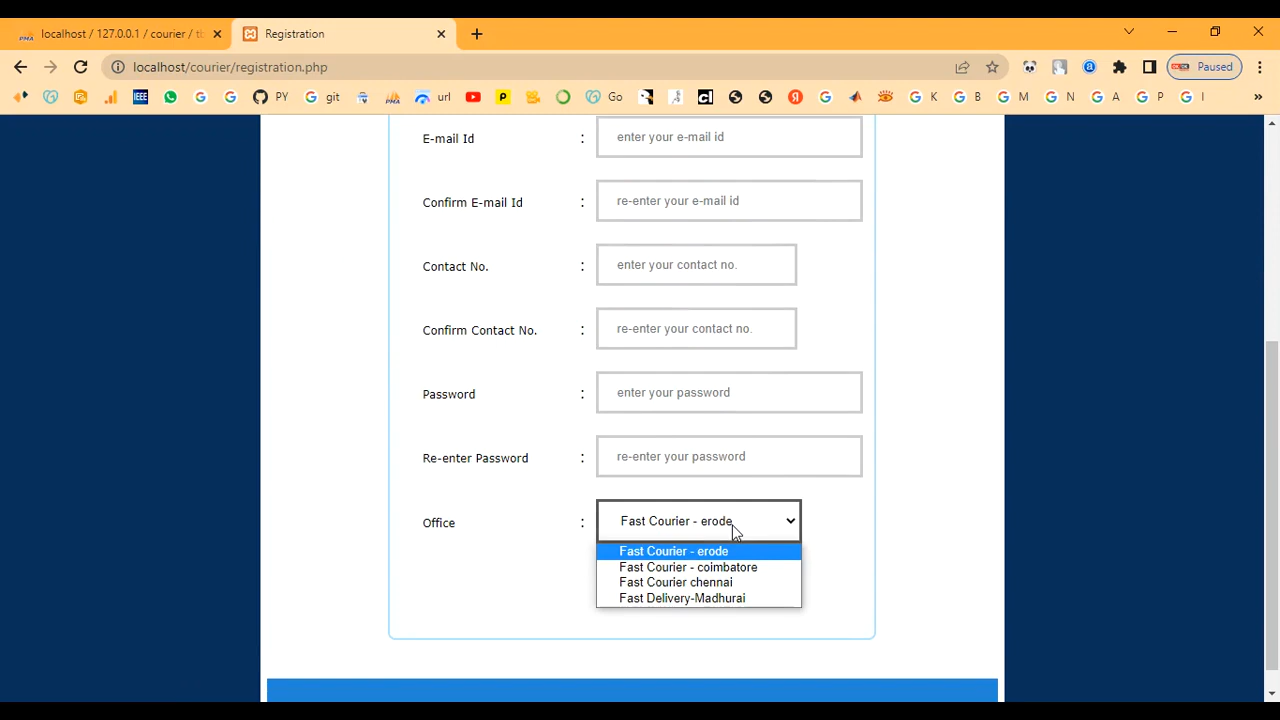 localhost / 127.0.0.1 / courier / tb
Registration
localhost/courier/registration.php
Paused
IEEE
PY
git
url
Go
K
B
M
N
A
P
I
»
E-mail Id : enter your e-mail id
Confirm E-mail Id : re-enter your e-mail id
Contact No. : enter your contact no.
Confirm Contact No. : re-enter your contact no.
Password : enter your password
Re-enter Password : re-enter your password
Office : Fast Courier - erode
Fast Courier - erode
Fast Courier - coimbatore
Fast Courier chennai
Fast Delivery-Madhurai